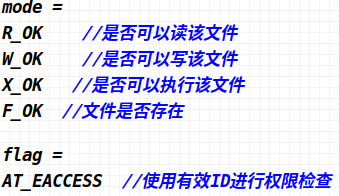 mode =
R_OK //是否可以读该文件
W_OK //是否可以写该文件
X_OK //是否可以执行该文件
F_OK //文件是否存在
flag =
AT_EACCESS //使用有效ID进行权限检查